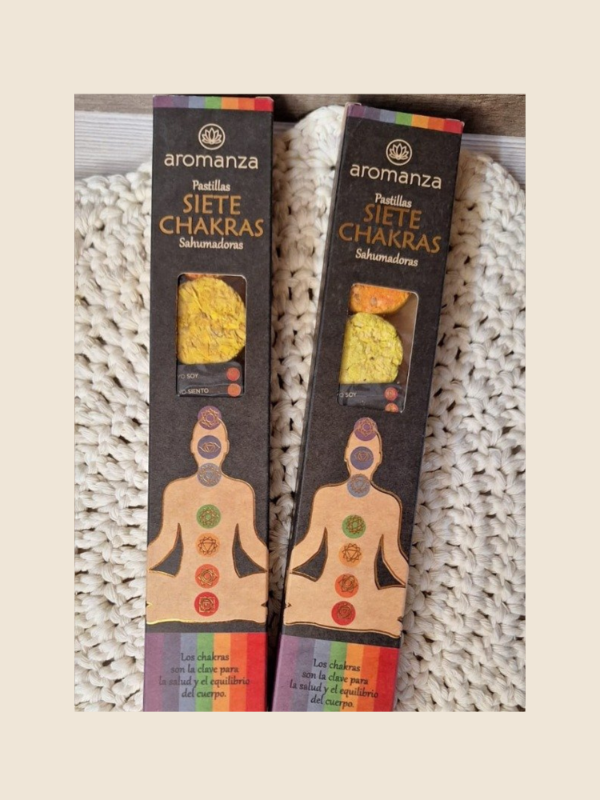 aromanza
Pastillas
SIETE
CHAKRAS
Sahumadoras
SOY
SIENTO
Los chakras
son la clave para
la salud y el equilibrio
del cuerpo.
aromanza
Pastillas
SIETE
CHAKRAS
Sahumadoras
SOY
Los chakras
son la clave para
la salud y el equilibrio
del cuerpo.